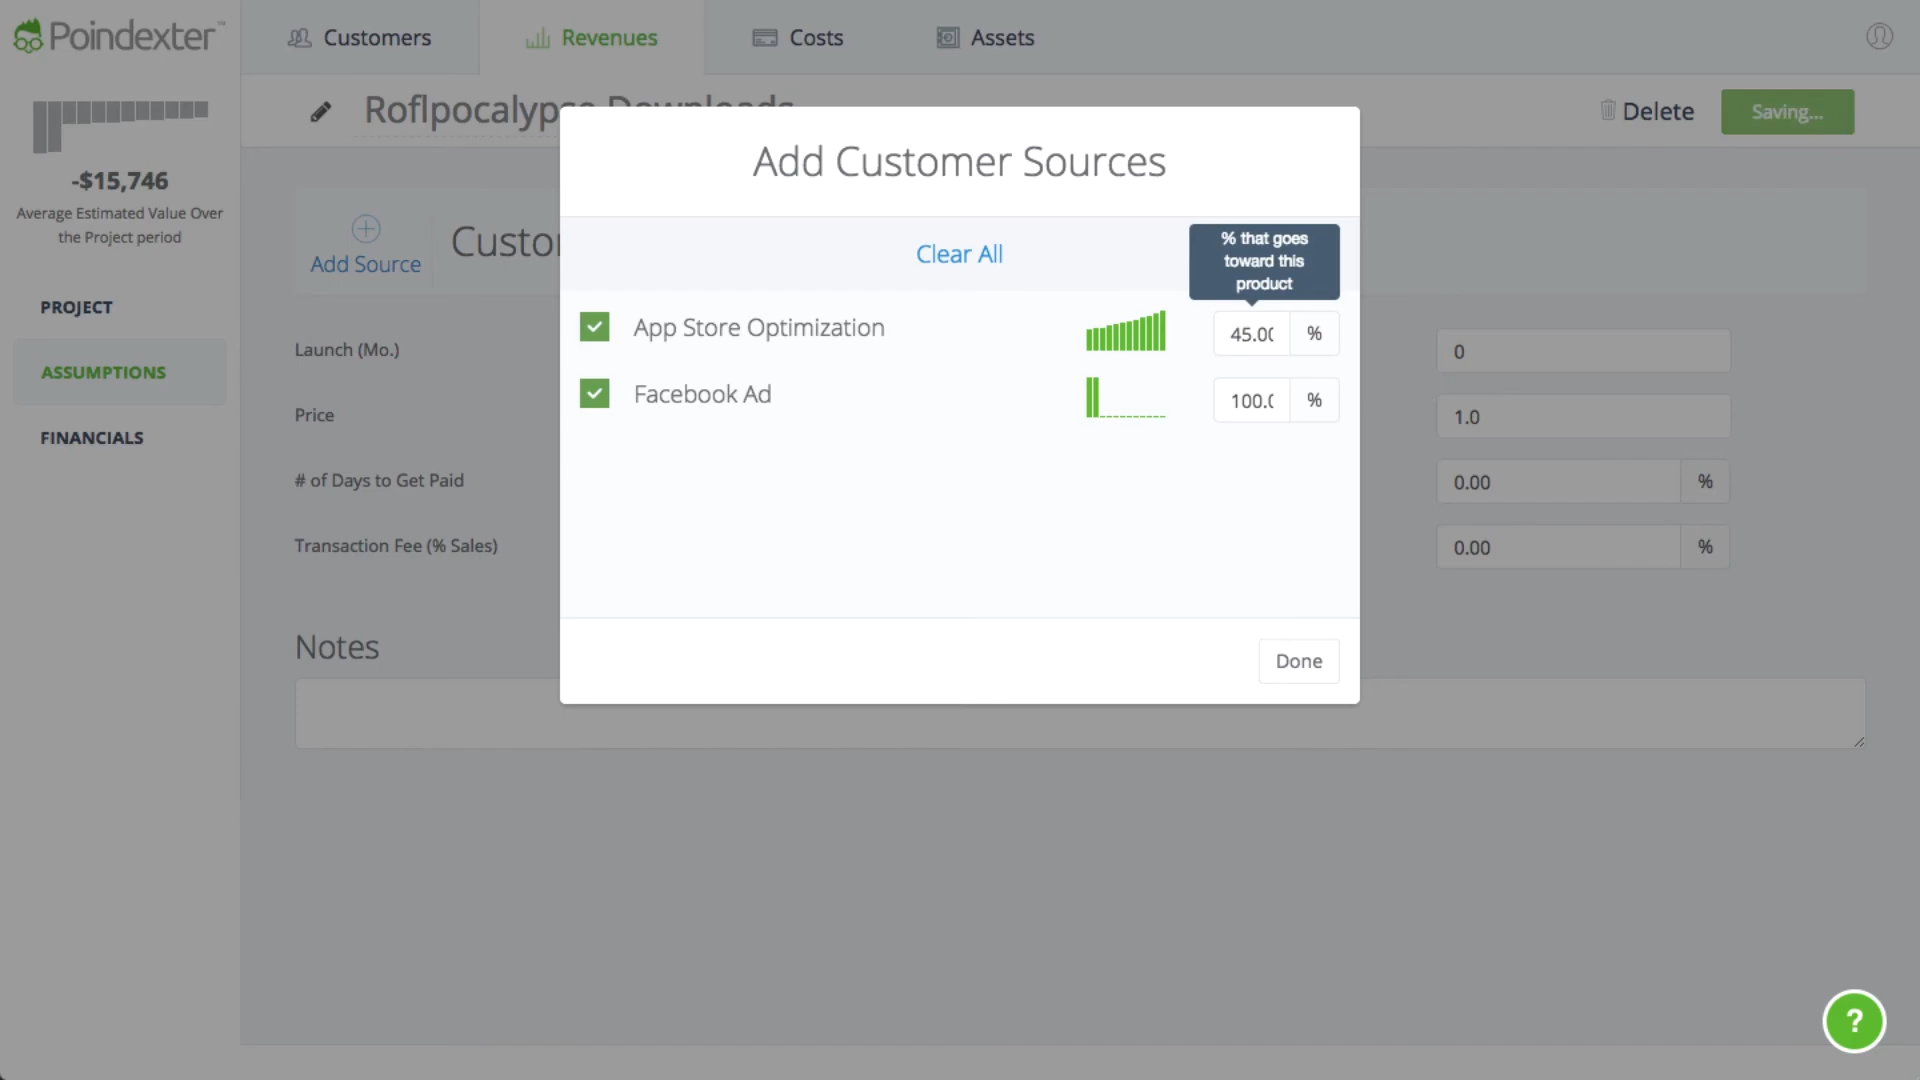 Poindexter™
Customers
Revenues
Costs
Assets
Roflpocalypse Downloads
Delete
Saving...
-$15,746
Average Estimated Value Over
the Project period
PROJECT
ASSUMPTIONS
FINANCIALS
Add Source
Custo
Add Customer Sources
Clear All
% that goes
toward this
product
App Store Optimization
45.00
%
Facebook Ad
100.0
%
Done
Launch (Mo.)
0
Price
1.0
# of Days to Get Paid
0.00
%
Transaction Fee (% Sales)
0.00
%
Notes
?